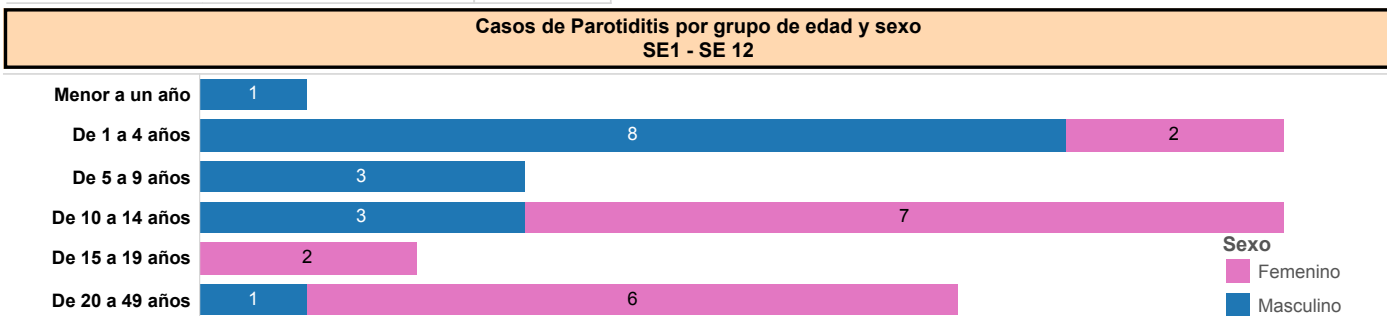 Casos de Parotiditis por grupo de edad y sexo
SE1 - SE 12
Menor a un año 1
De 1 a 4 años 8 2
De 5 a 9 años 3
De 10 a 14 años 3 7
De 15 a 19 años 2
De 20 a 49 años 1 6
Sexo
Femenino
Masculino